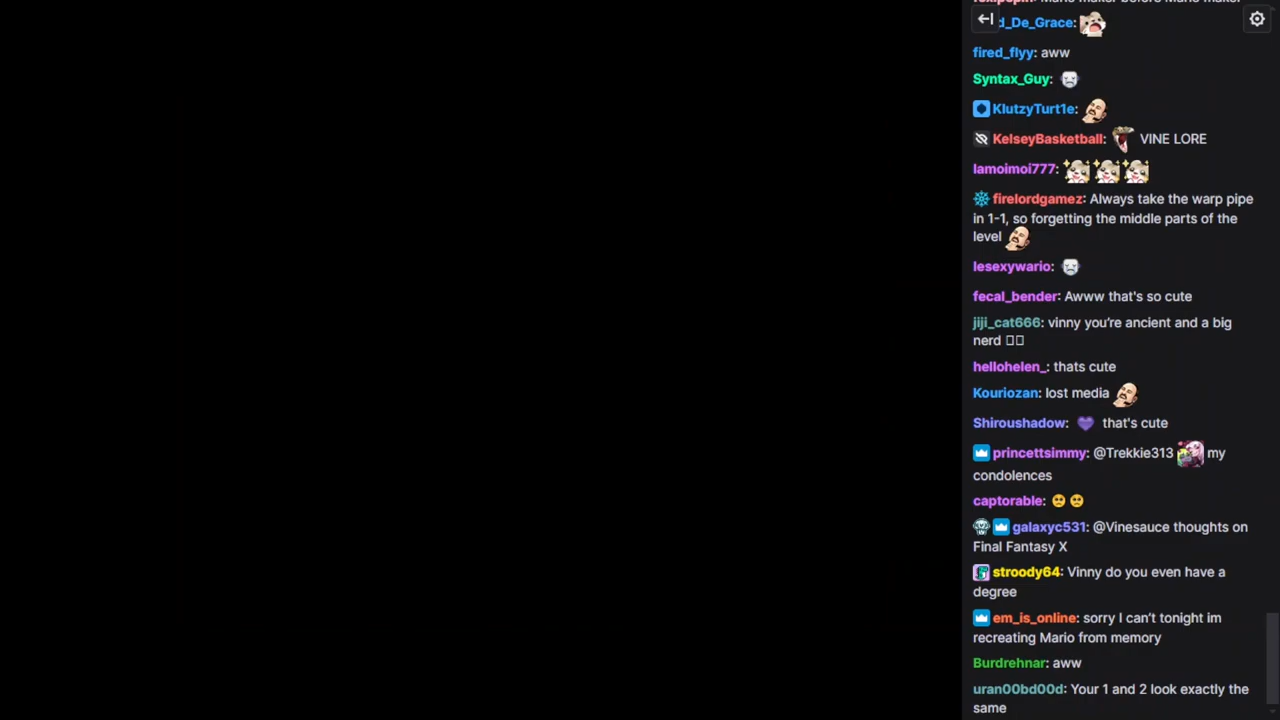 d_De_Grace:
fired_flyy: aww
Syntax_Guy:
KlutzyTurt1e:
KelseyBasketball: VINE LORE
lamoimoi777:
firelordgamez: Always take the warp pipe
in 1-1, so forgetting the middle parts of the
level
lesexywario:
fecal_bender: Awww that's so cute
jiji_cat666: vinny you’re ancient and a big
nerd
hellohelen_: thats cute
Kouriozan: lost media
Shiroushadow: that's cute
princettsimmy: @Trekkie313 my
condolences
captorable:
galaxyc531: @Vinesauce thoughts on
Final Fantasy X
stroody64: Vinny do you even have a
degree
em_is_online: sorry I can’t tonight im
recreating Mario from memory
Burdrehnar: aww
uran00bd00d: Your 1 and 2 look exactly the
same